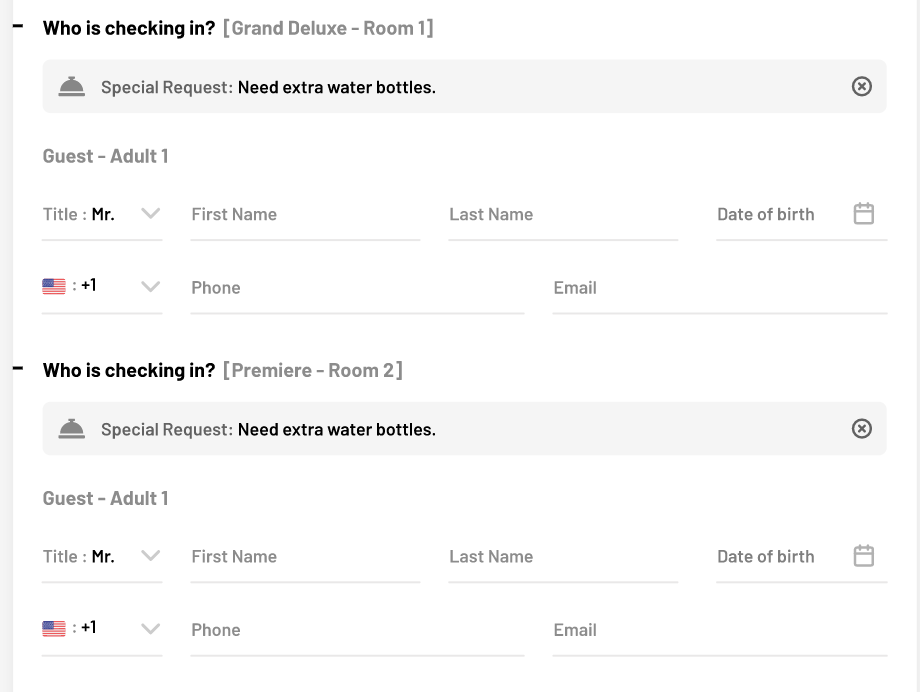 Who is checking in? [Grand Deluxe - Room 1]
Special Request: Need extra water bottles.
Guest - Adult 1
Title : Mr. First Name Last Name Date of birth
: +1 Phone Email
Who is checking in? [Premiere - Room 2]
Special Request: Need extra water bottles.
Guest - Adult 1
Title : Mr. First Name Last Name Date of birth
: +1 Phone Email